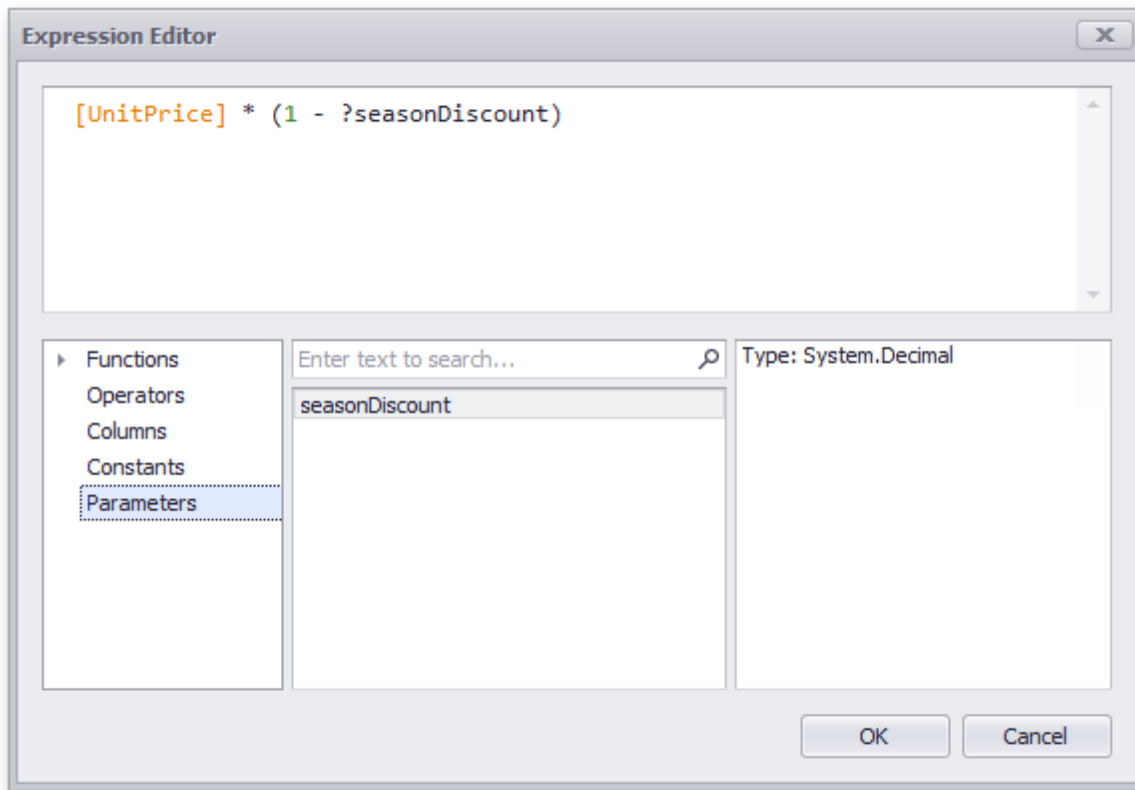 Expression Editor
[UnitPrice] * (1 - ?seasonDiscount)
Functions
Operators
Columns
Constants
Parameters
Enter text to search...
seasonDiscount
Type: System.Decimal
OK
Cancel